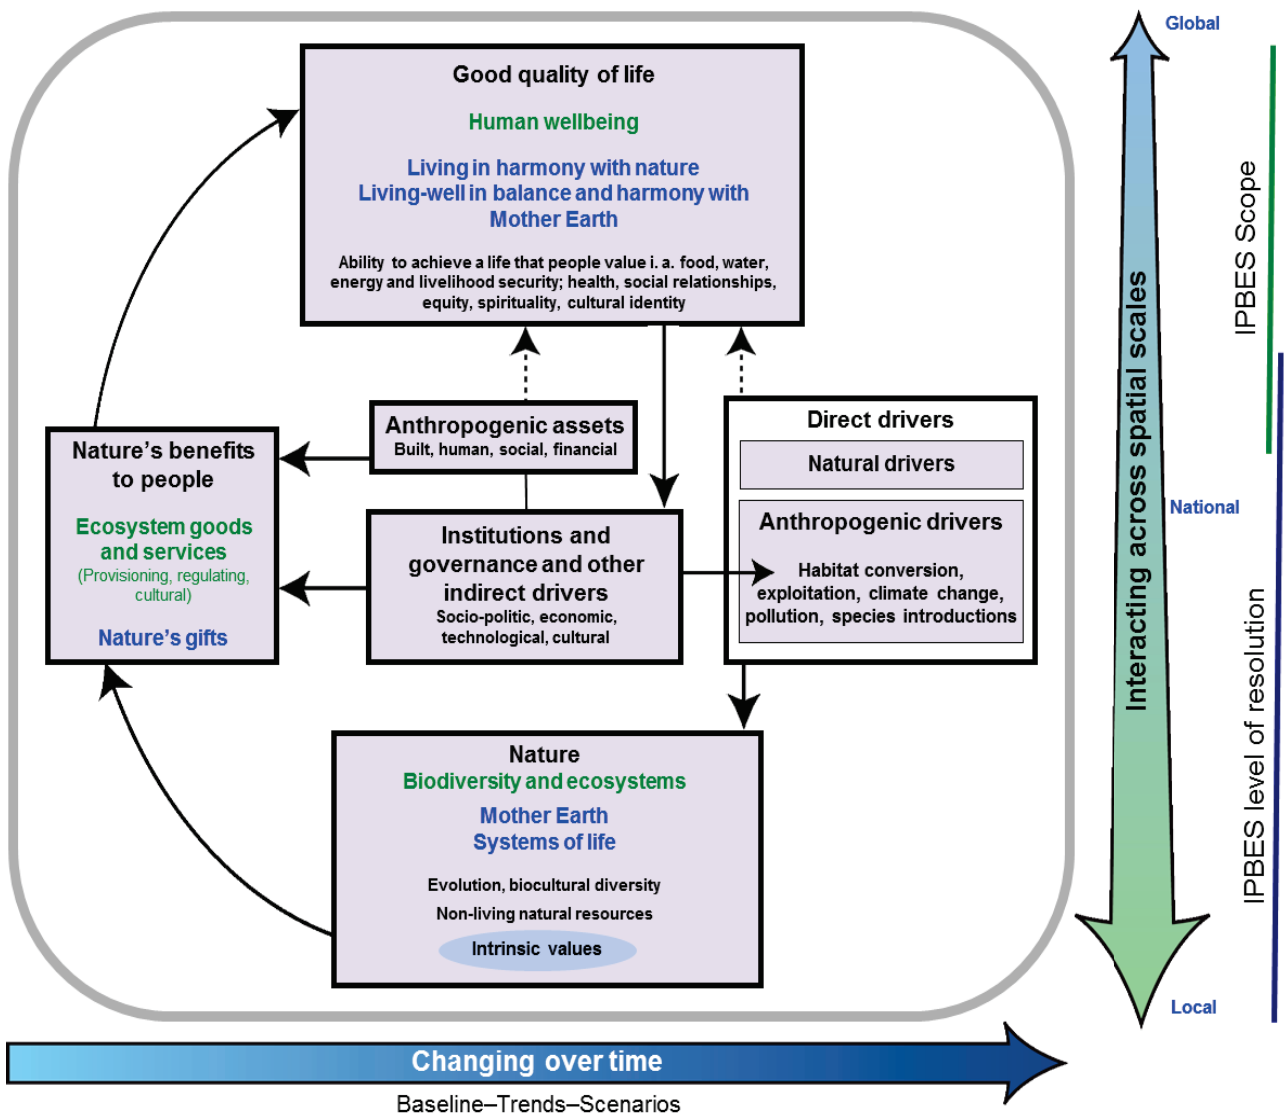 Global
Good quality of life
Human wellbeing
Living in harmony with nature
Living-well in balance and harmony with
Mother Earth
Ability to achieve a life that people value i. a. food, water,
energy and livelihood security; health, social relationships,
equity, spirituality, cultural identity
IPBES Scope
Interacting across spatial scales
Anthropogenic assets
Built, human, social, financial
Direct drivers
Natural drivers
Anthropogenic drivers
Habitat conversion,
exploitation, climate change,
pollution, species introductions
Nature's benefits
to people
Ecosystem goods
and services
(Provisioning, regulating,
cultural)
Nature's gifts
Institutions and
governance and other
indirect drivers
Socio-politic, economic,
technological, cultural
National
IPBES level of resolution
Nature
Biodiversity and ecosystems
Mother Earth
Systems of life
Evolution, biocultural diversity
Non-living natural resources
Intrinsic values
Local
Changing over time
Baseline–Trends–Scenarios